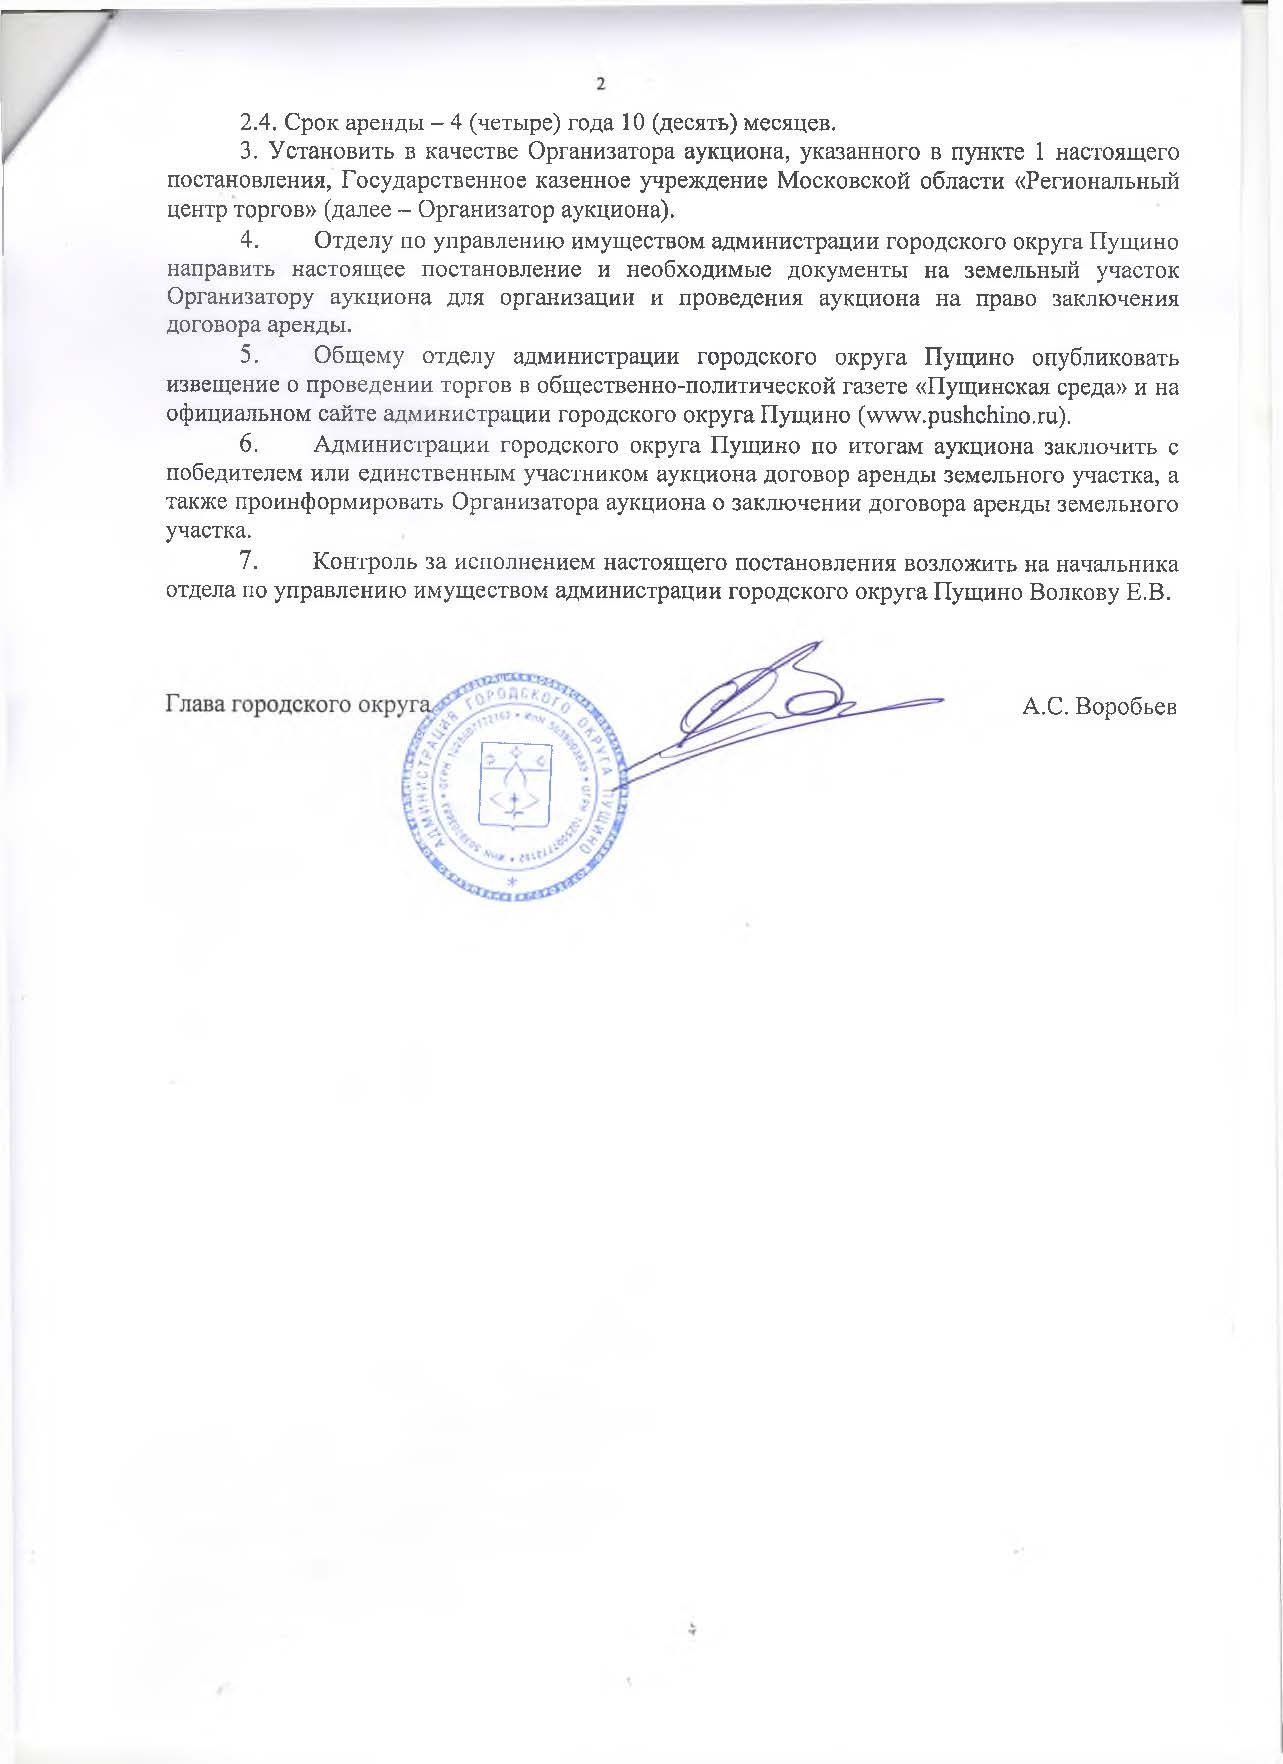 2
2.4. Срок аренды – 4 (четыре) года 10 (десять) месяцев.
3. Установить в качестве Организатора аукциона, указанного в пункте 1 настоящего
постановления, Государственное казенное учреждение Московской области «Региональный
центр торгов» (далее – Организатор аукциона).
4. Отделу по управлению имуществом администрации городского округа Пущино
направить настоящее постановление и необходимые документы на земельный участок
Организатору аукциона для организации и проведения аукциона на право заключения
договора аренды.
5. Общему отделу администрации городского округа Пущино опубликовать
извещение о проведении торгов в общественно-политической газете «Пущинская среда» и на
официальном сайте администрации городского округа Пущино (www.pushchino.ru).
6. Администрации городского округа Пущино по итогам аукциона заключить с
победителем или единственным участником аукциона договор аренды земельного участка, а
также проинформировать Организатора аукциона о заключении договора аренды земельного
участка.
7. Контроль за исполнением настоящего постановления возложить на начальника
отдела по управлению имуществом администрации городского округа Пущино Волкову Е.В.
Глава городского округа
А.С. Воробьев
АДМИНИСТРАЦИЯ ГОРОДСКОГО ОКРУГА ПУЩИНО